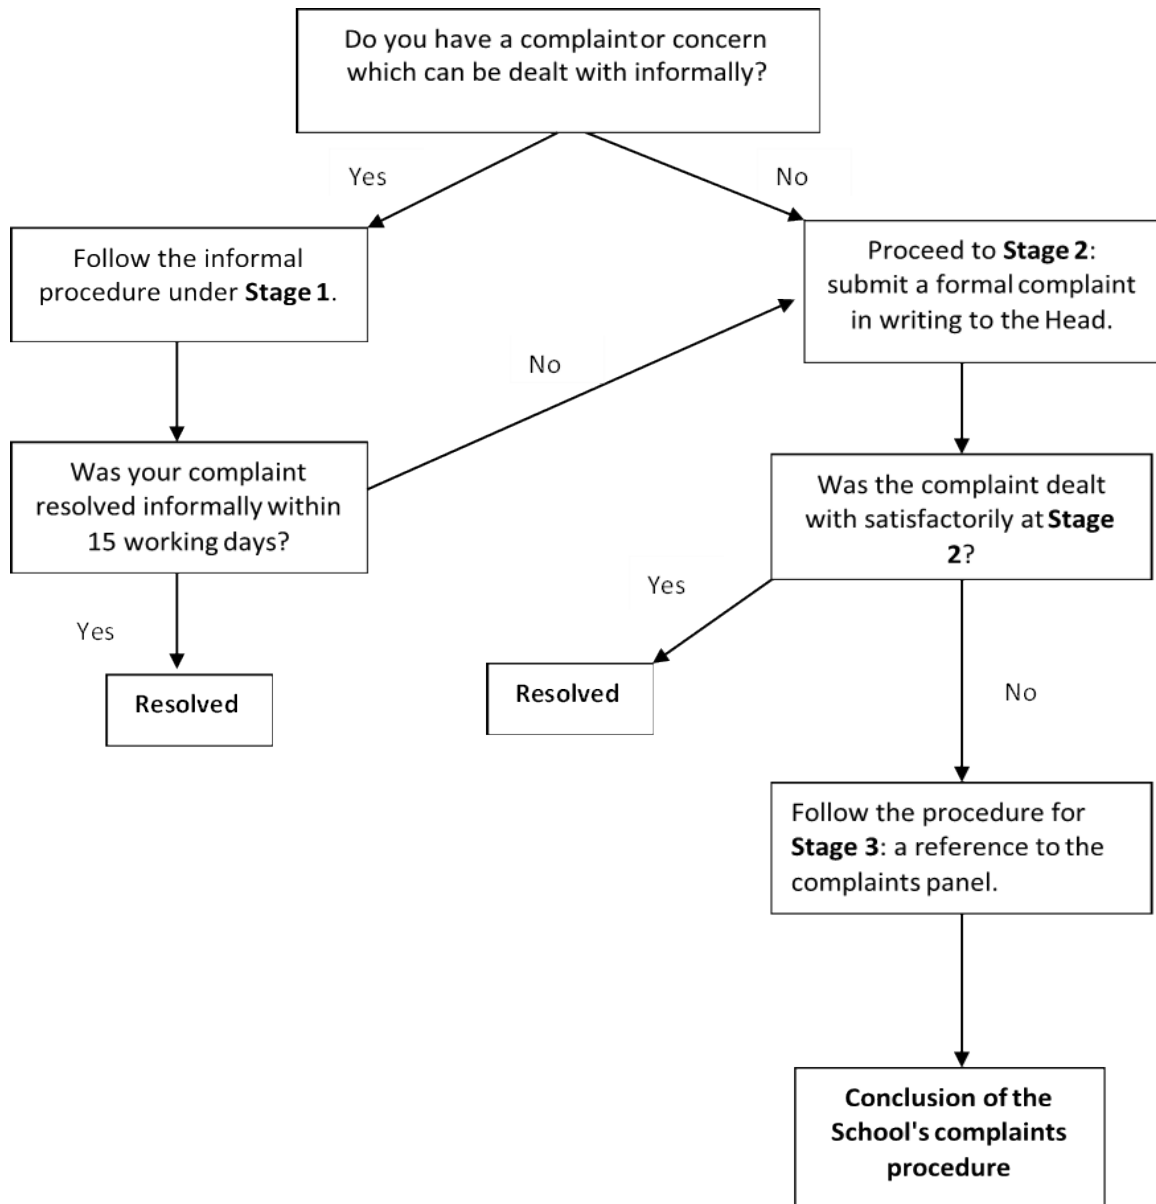 Do you have a complaint or concern
which can be dealt with informally?
Yes
No
Follow the informal
procedure under Stage 1.
Proceed to Stage 2:
submit a formal complaint
in writing to the Head.
No
Was your complaint
resolved informally within
15 working days?
Was the complaint dealt
with satisfactorily at Stage
2?
Yes
Yes
Resolved
Resolved
No
Follow the procedure for
Stage 3: a reference to the
complaints panel.
Conclusion of the
School's complaints
procedure